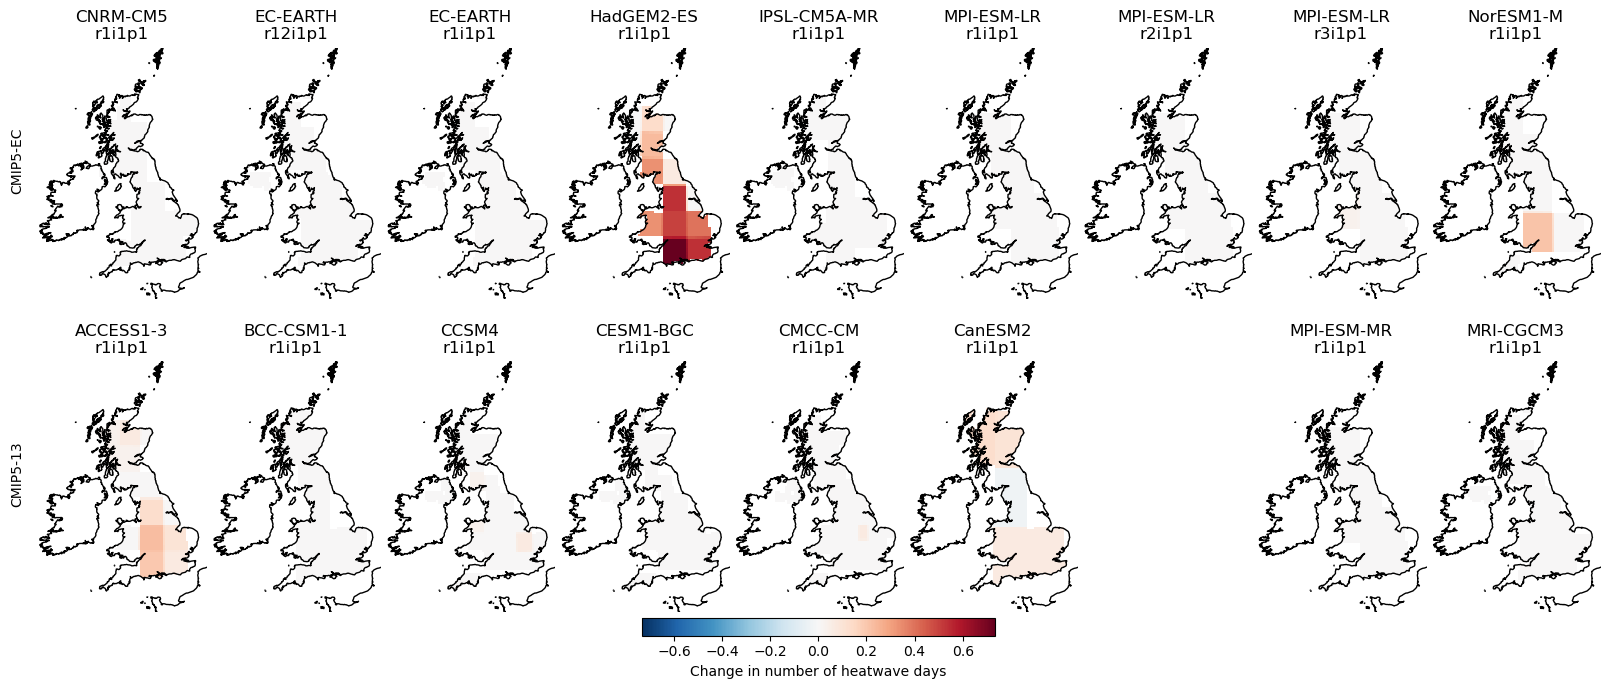 CNRM-CM5
r1i1p1
EC-EARTH
r12i1p1
EC-EARTH
r1i1p1
HadGEM2-ES
r1i1p1
IPSL-CM5A-MR
r1i1p1
MPI-ESM-LR
r1i1p1
MPI-ESM-LR
r2i1p1
MPI-ESM-LR
r3i1p1
NorESM1-M
r1i1p1
CMIP5-EC
ACCESS1-3
r1i1p1
BCC-CSM1-1
r1i1p1
CCSM4
r1i1p1
CESM1-BGC
r1i1p1
CMCC-CM
r1i1p1
CanESM2
r1i1p1
MPI-ESM-MR
r1i1p1
MRI-CGCM3
r1i1p1
CMIP5-13
−0.6 −0.4 −0.2 0.0 0.2 0.4 0.6
Change in number of heatwave days